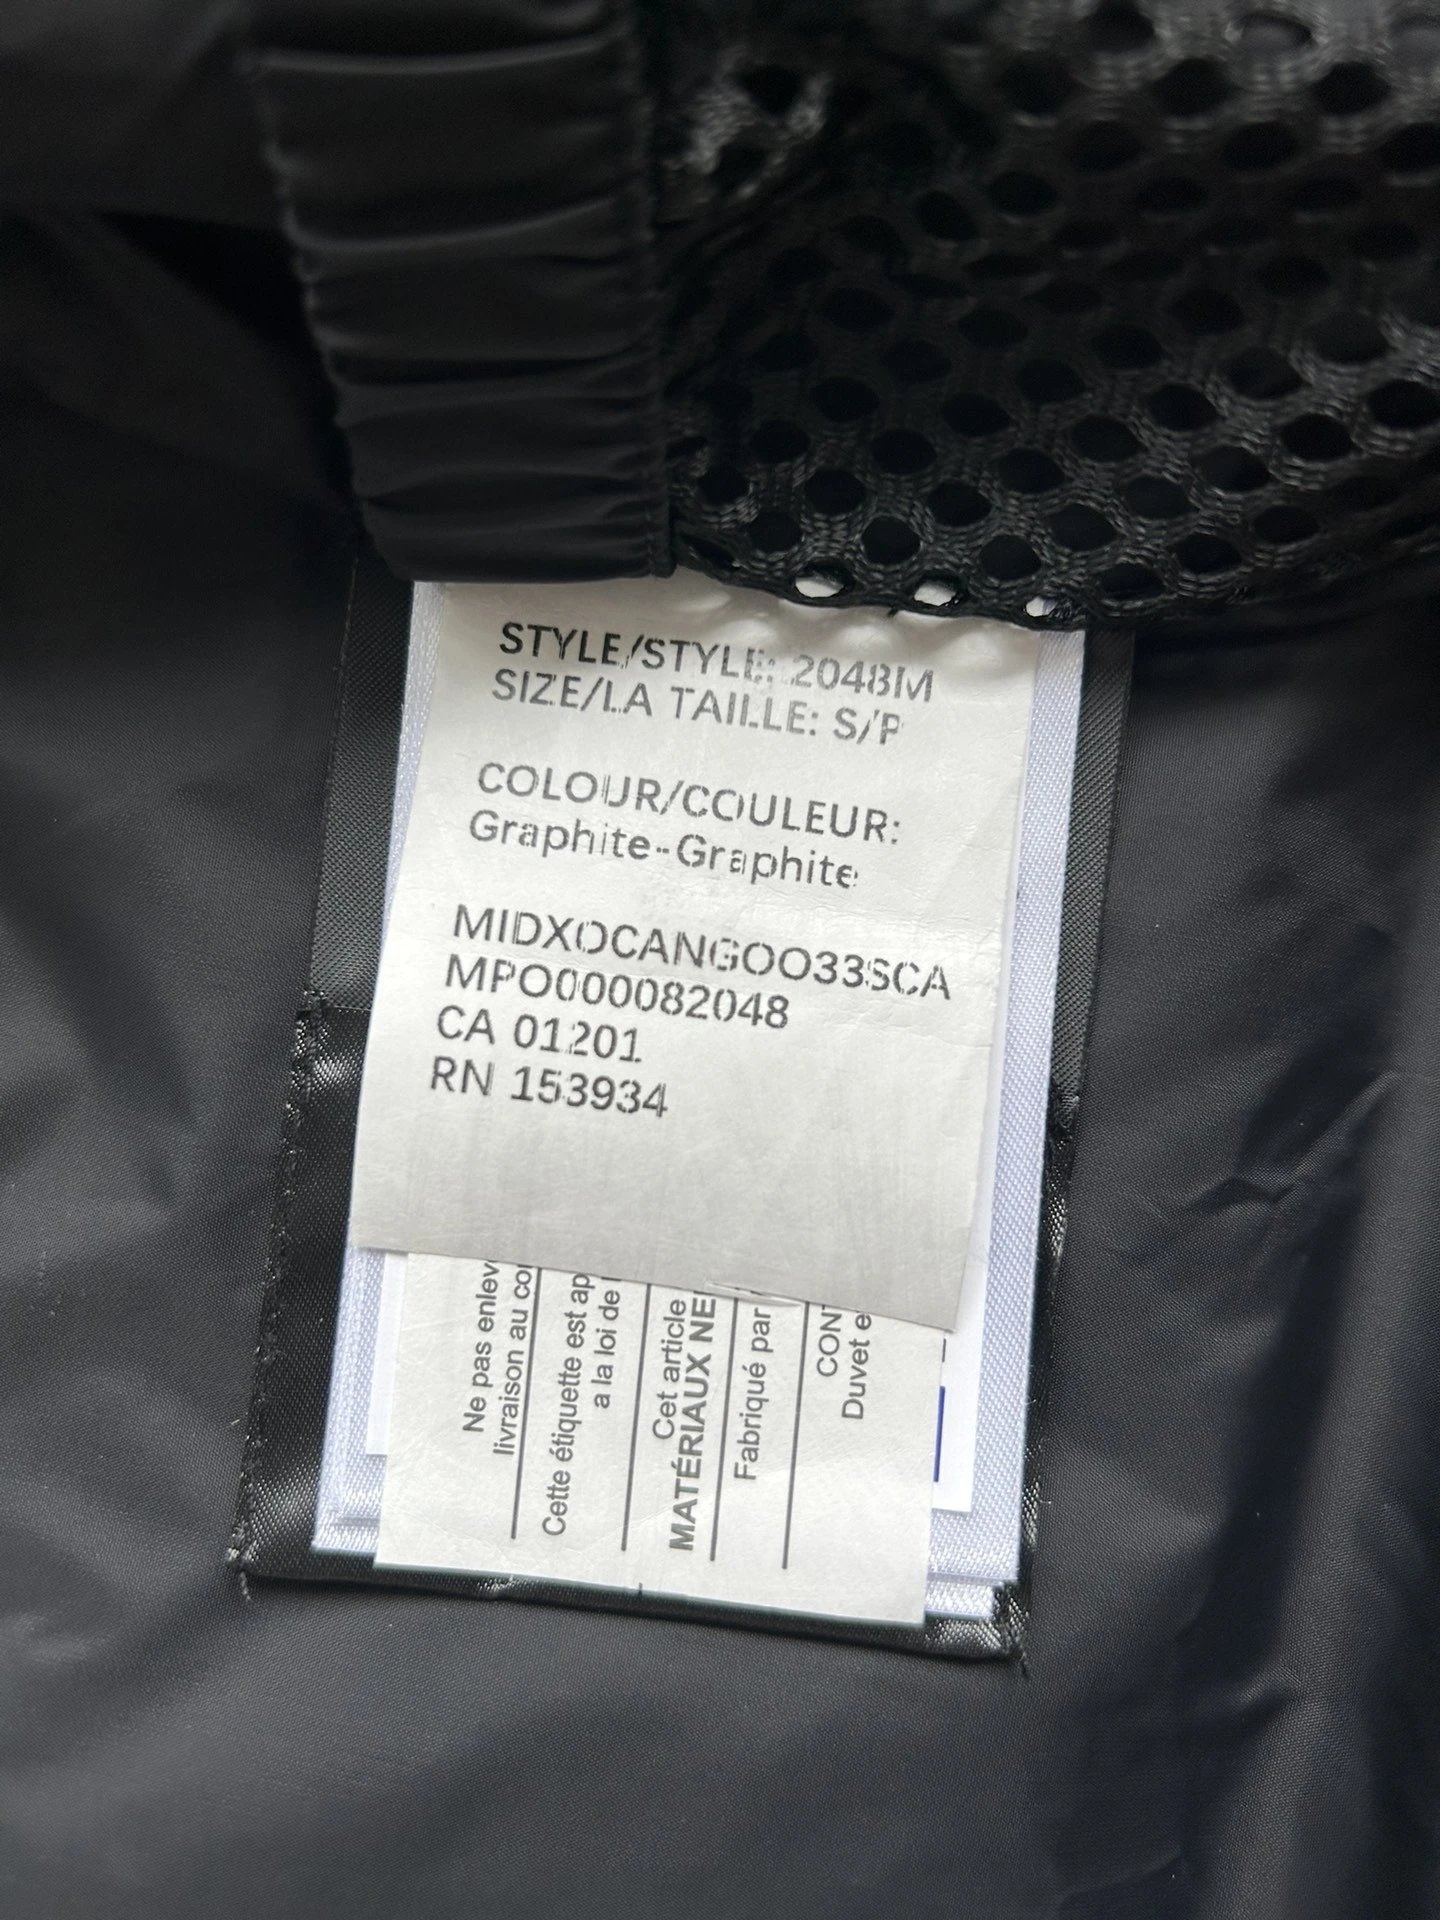 STYLE/STYLE: 2048M
SIZE/LA TAILLE: S/P
COLOUR/COULEUR:
Graphite-Graphite
MIDXOCANGOO33SCA
MPO000082048
CA 01201
RN 153934
Ne pas enlev
livraison au co
Cette étiquette est ap
a la loi de
Cet article
MATÉRIAUX NE
Fabriqué par
CONT
Duvet e